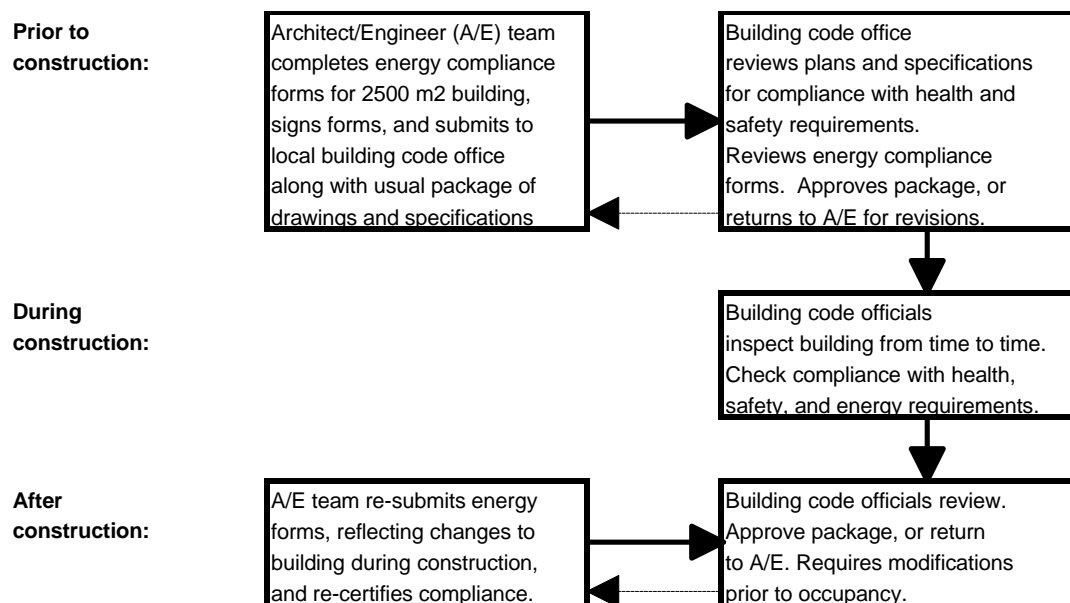 Prior to
construction:
Architect/Engineer (A/E) team
completes energy compliance
forms for 2500 m2 building,
signs forms, and submits to
local building code office
along with usual package of
drawings and specifications
Building code office
reviews plans and specifications
for compliance with health and
safety requirements.
Reviews energy compliance
forms.  Approves package, or
returns to A/E for revisions.
During
construction:
Building code officials
inspect building from time to time.
Check compliance with health,
safety, and energy requirements.
After
construction:
A/E team re-submits energy
forms, reflecting changes to
building during construction,
and re-certifies compliance.
Building code officials review.
Approve package, or return
to A/E. Requires modifications
prior to occupancy.